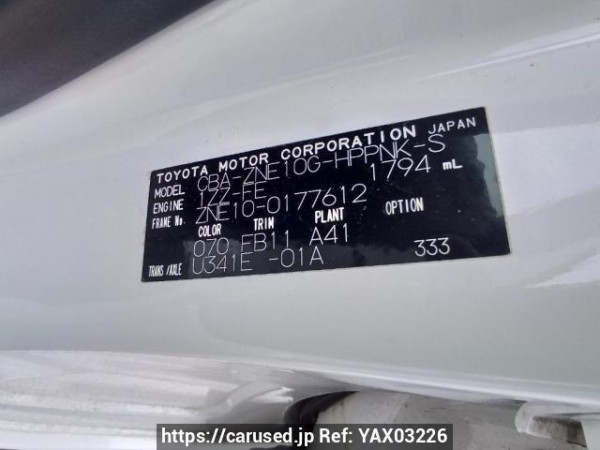 TOYOTA MOTOR CORPORATION JAPAN
MODEL CBA-ZNE10G-HPPNK-S
ENGINE 1ZZ-FE 1794 mL
FRAME No. ZNE10-0177612
COLOR TRIM PLANT OPTION
070 FB11 A41
TRANS/AXLE U341E -01A 333
https://carused.jp Ref: YAX03226